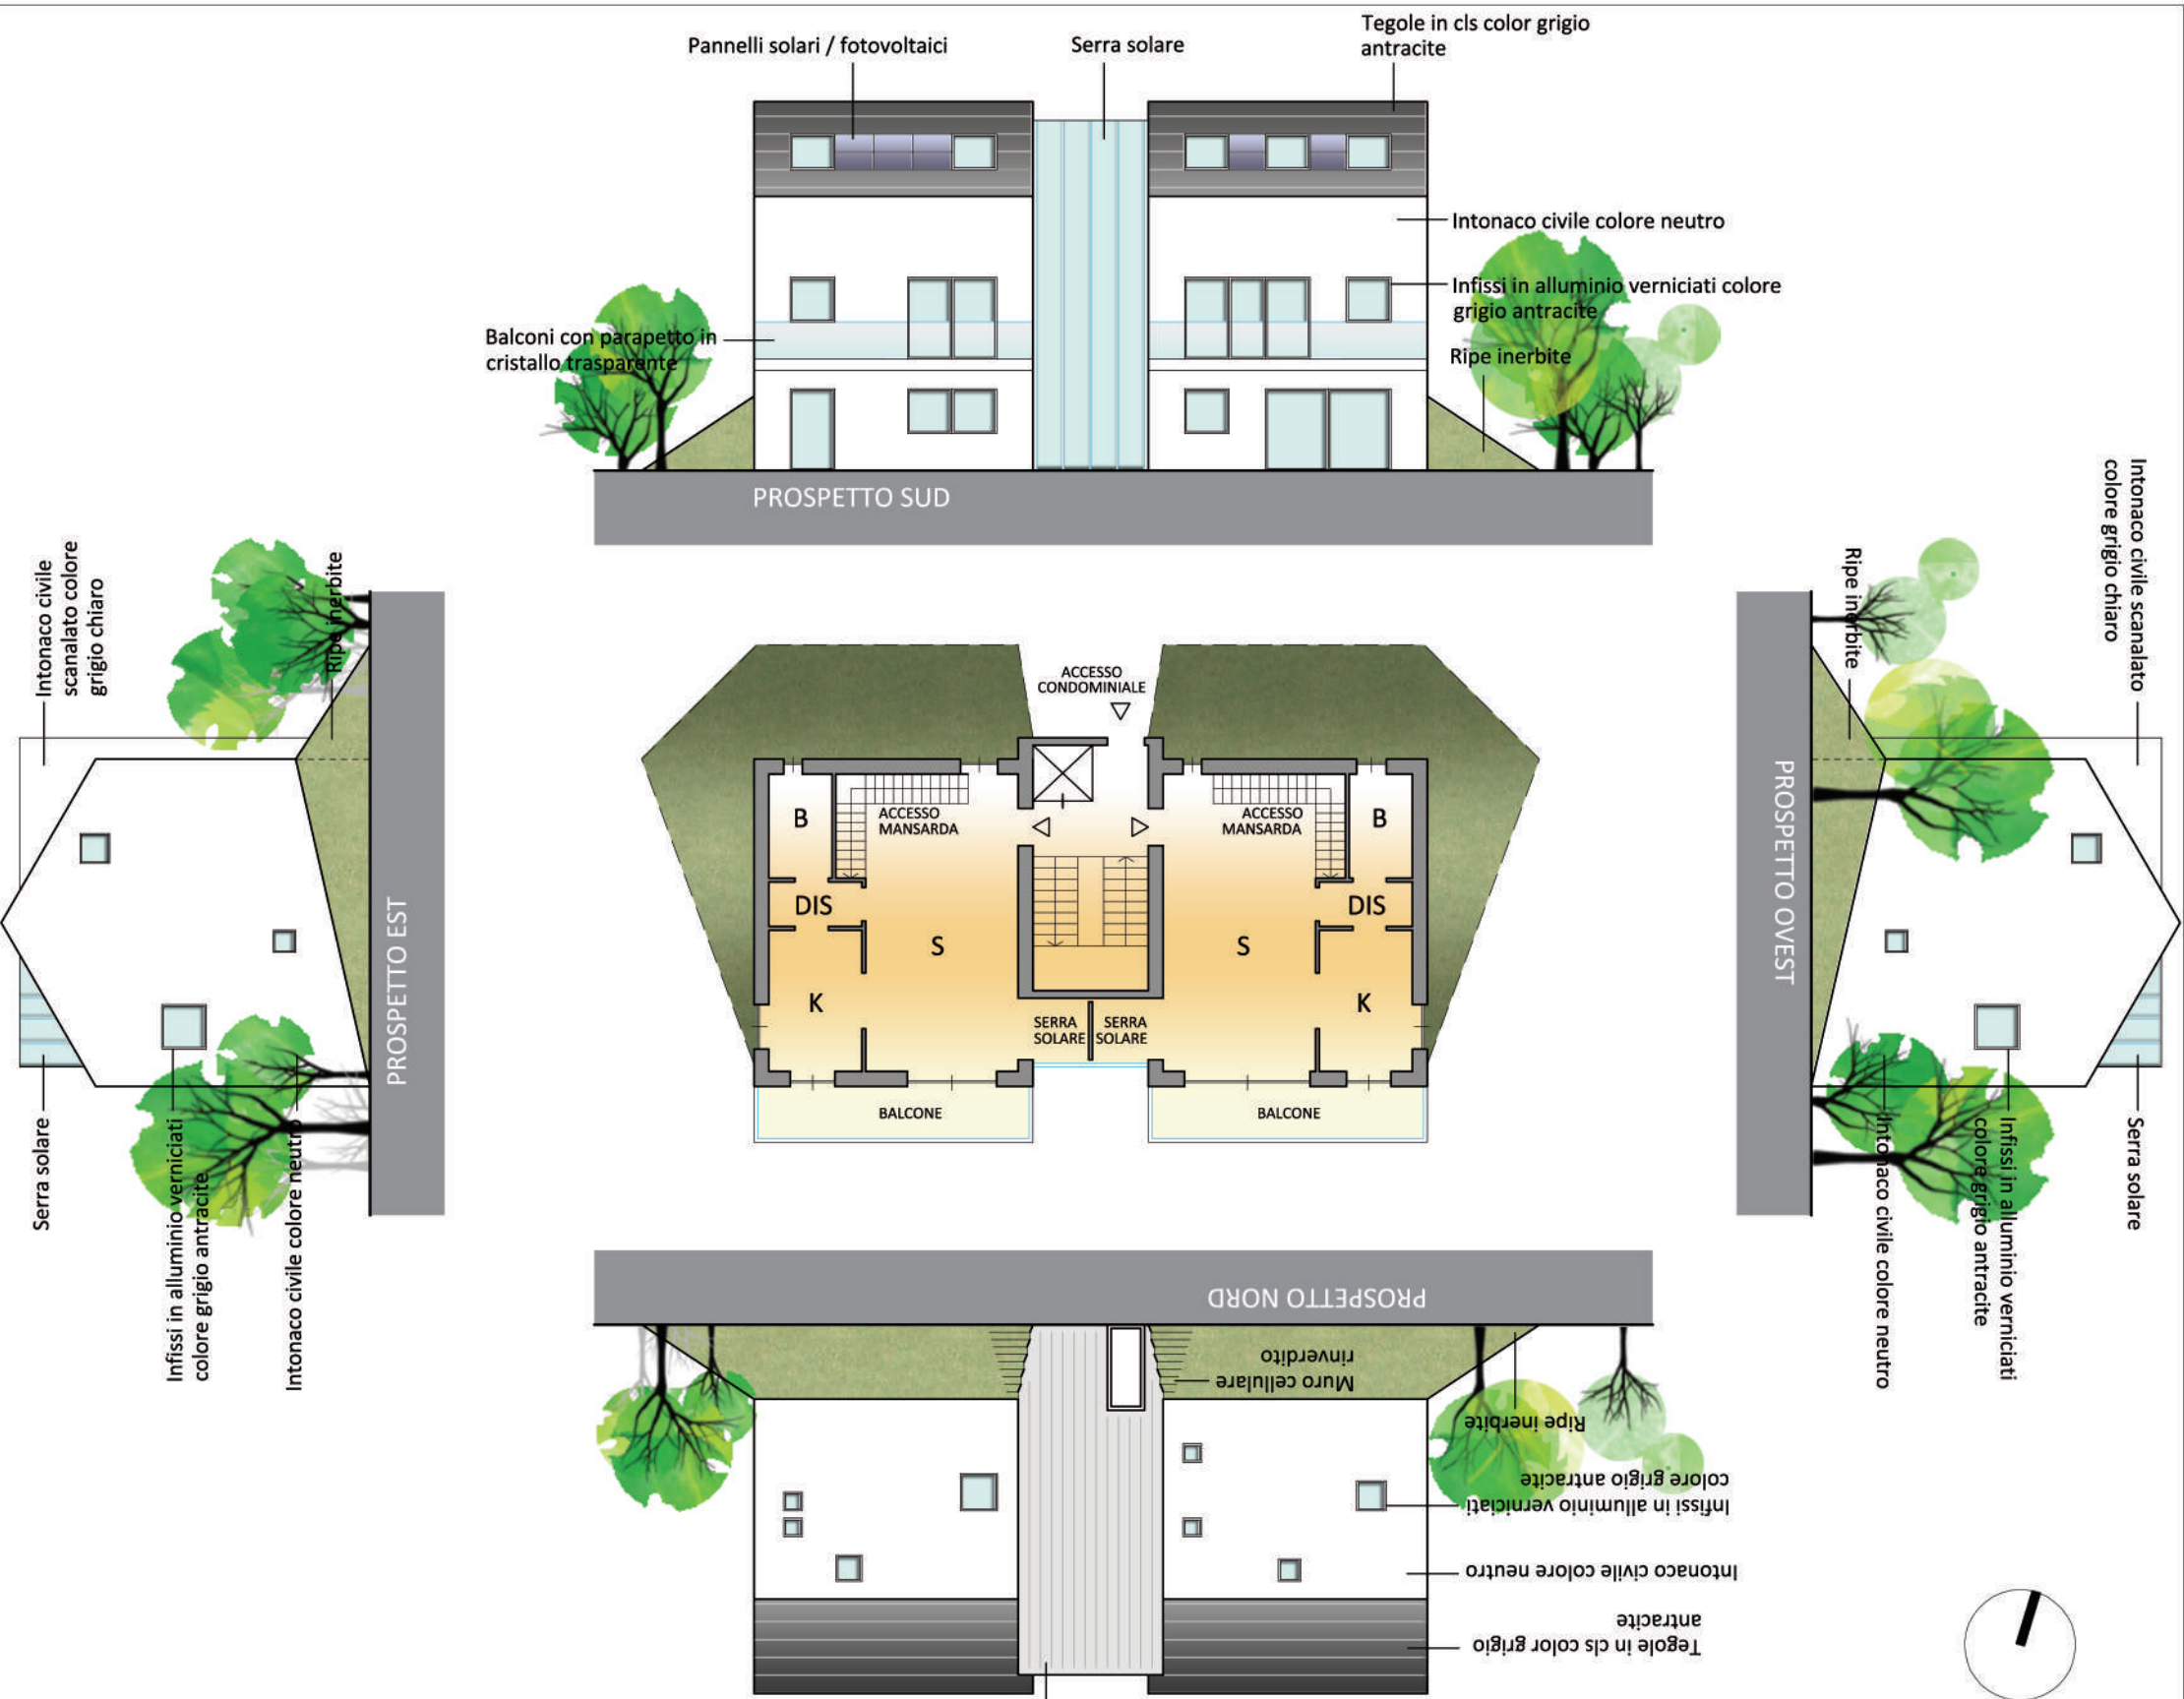 Pannelli solari / fotovoltaici
Serra solare
Tegole in cls color grigio
antracite
Intonaco civile colore neutro
Infissi in alluminio verniciati colore
grigio antracite
Ripe inerbite
Balconi con parapetto in
cristallo trasparente
PROSPETTO SUD
Intonaco civile
scanalato colore
grigio chiaro
Ripe inerbite
PROSPETTO EST
Serra solare
Infissi in alluminio verniciati
colore grigio antracite
Intonaco civile colore neutro
ACCESSO
CONDOMINIALE
B
ACCESSO
MANSARDA
ACCESSO
MANSARDA
B
DIS
DIS
S
S
K
K
SERRA
SOLARE
SERRA
SOLARE
BALCONE
BALCONE
Intonaco civile scanalato
colore grigio chiaro
Ripe inerbite
PROSPETTO OVEST
Serra solare
Infissi in alluminio verniciati
colore grigio antracite
Intonaco civile colore neutro
PROSPETTO NORD
Muro cellulare
rinverdito
Ripe inerbite
Infissi in alluminio verniciati
colore grigio antracite
Intonaco civile colore neutro
Tegole in cls color grigio
antracite